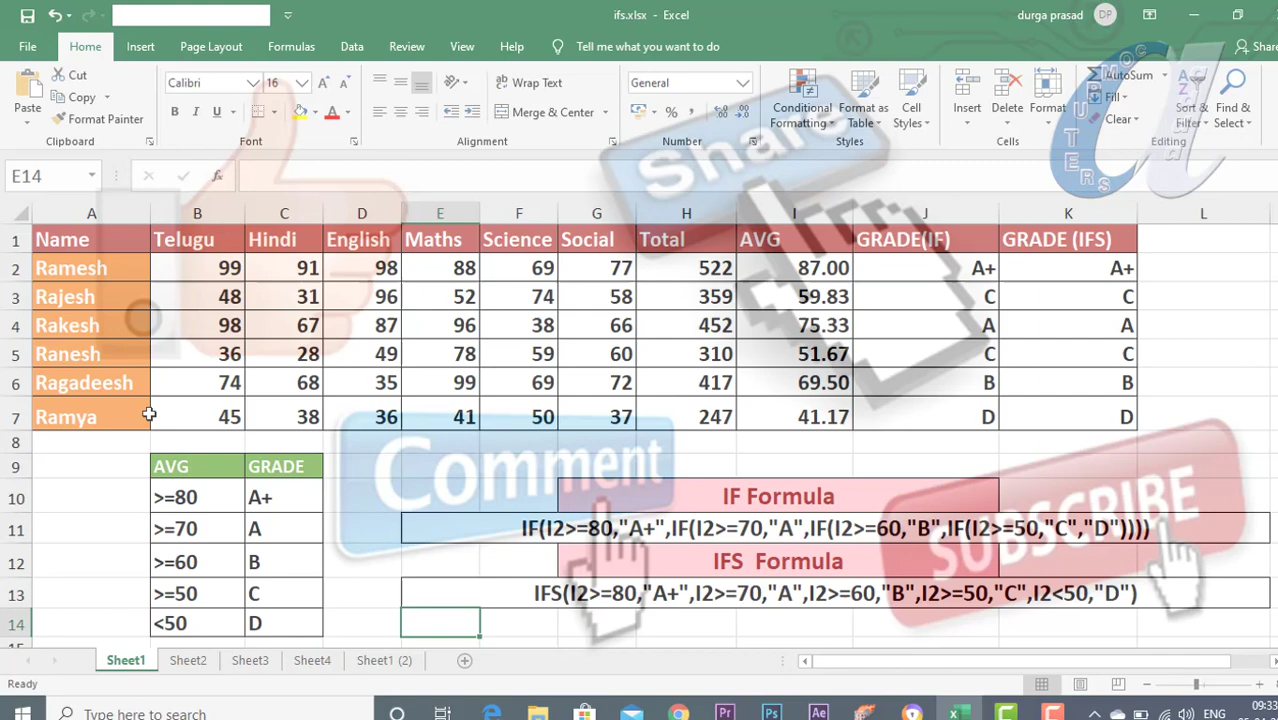 ifs.xlsx - Excel
durga prasad DP
File Home Insert Page Layout Formulas Data Review View Help Tell me what you want to do Share
Paste
Cut
Copy
Format Painter
Clipboard
Calibri 16
B I U
Font
Wrap Text
Merge & Center
Alignment
General
Number
Conditional Formatting
Format as Table
Cell Styles
Styles
Insert Delete Format
Cells
AutoSum
Fill
Clear
Sort & Filter
Find & Select
Editing
E14 fx
Share
A B C D E F G H I J K L
1 Name Telugu Hindi English Maths Science Social Total AVG GRADE(IF) GRADE (IFS)
2 Ramesh 99 91 98 88 69 77 522 87.00 A+ A+
3 Rajesh 48 31 96 52 74 58 359 59.83 C C
4 Rakesh 98 67 87 96 38 66 452 75.33 A A
5 Ranesh 36 28 49 78 59 60 310 51.67 C C
6 Ragadeesh 74 68 35 99 69 72 417 69.50 B B
7 Ramya 45 38 36 41 50 37 247 41.17 D D
8
9 AVG GRADE
Comment
SUBSCRIBE
10 >=80 A+ IF Formula
11 >=70 A IF(I2>=80,"A+",IF(I2>=70,"A",IF(I2>=60,"B",IF(I2>=50,"C","D"))))
12 >=60 B IFS Formula
13 >=50 C IFS(I2>=80,"A+",I2>=70,"A",I2>=60,"B",I2>=50,"C",I2<50,"D")
14 <50 D
Sheet1 Sheet2 Sheet3 Sheet4 Sheet1 (2)
Ready
Type here to search
Pr Ps Ae
ENG
09:33